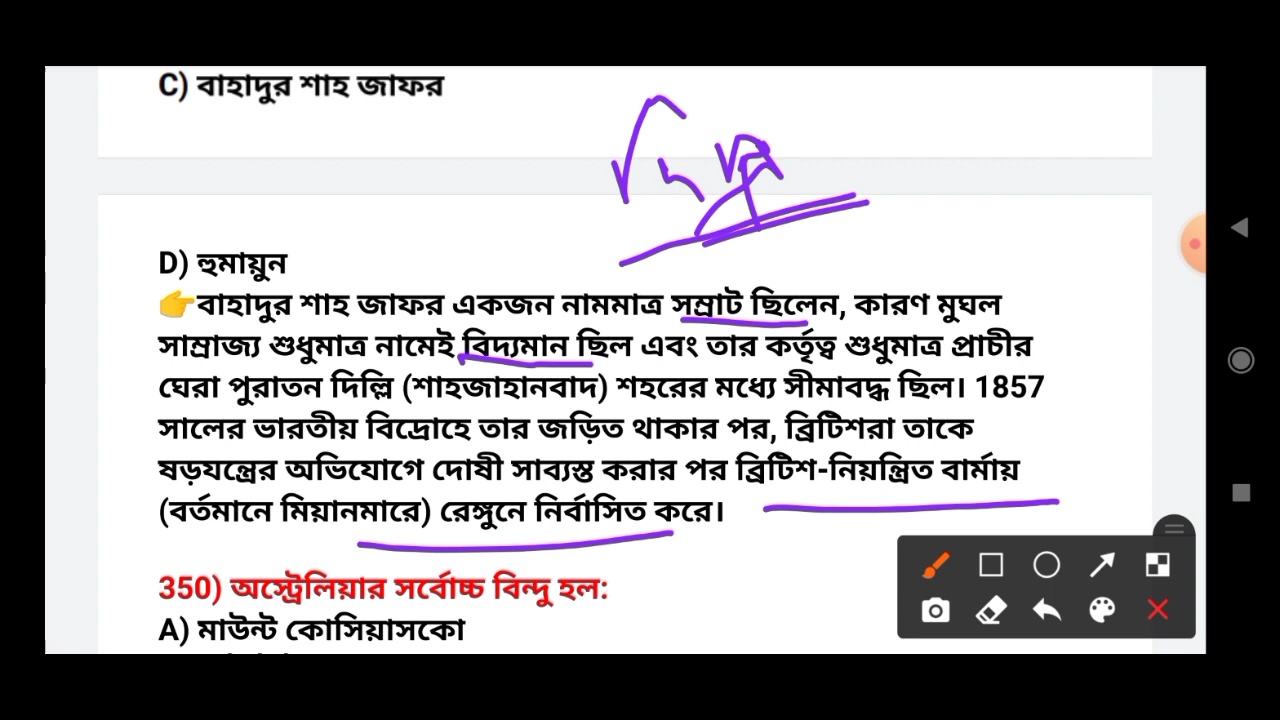 C) বাহাদুর শাহ জাফর
D) হুমায়ুন
👉বাহাদুর শাহ জাফর একজন নামমাত্র সম্রাট ছিলেন, কারণ মুঘল
সাম্রাজ্য শুধুমাত্র নামেই বিদ্যমান ছিল এবং তার কর্তৃত্ব শুধুমাত্র প্রাচীর
ঘেরা পুরাতন দিল্লি (শাহজাহানবাদ) শহরের মধ্যে সীমাবদ্ধ ছিল। 1857
সালের ভারতীয় বিদ্রোহে তার জড়িত থাকার পর, ব্রিটিশরা তাকে
ষড়যন্ত্রের অভিযোগে দোষী সাব্যস্ত করার পর ব্রিটিশ-নিয়ন্ত্রিত বার্মায়
(বর্তমানে মিয়ানমারে) রেঙ্গুনে নির্বাসিত করে।
350) অস্ট্রেলিয়ার সর্বোচ্চ বিন্দু হল:
A) মাউন্ট কোসিয়াসকো